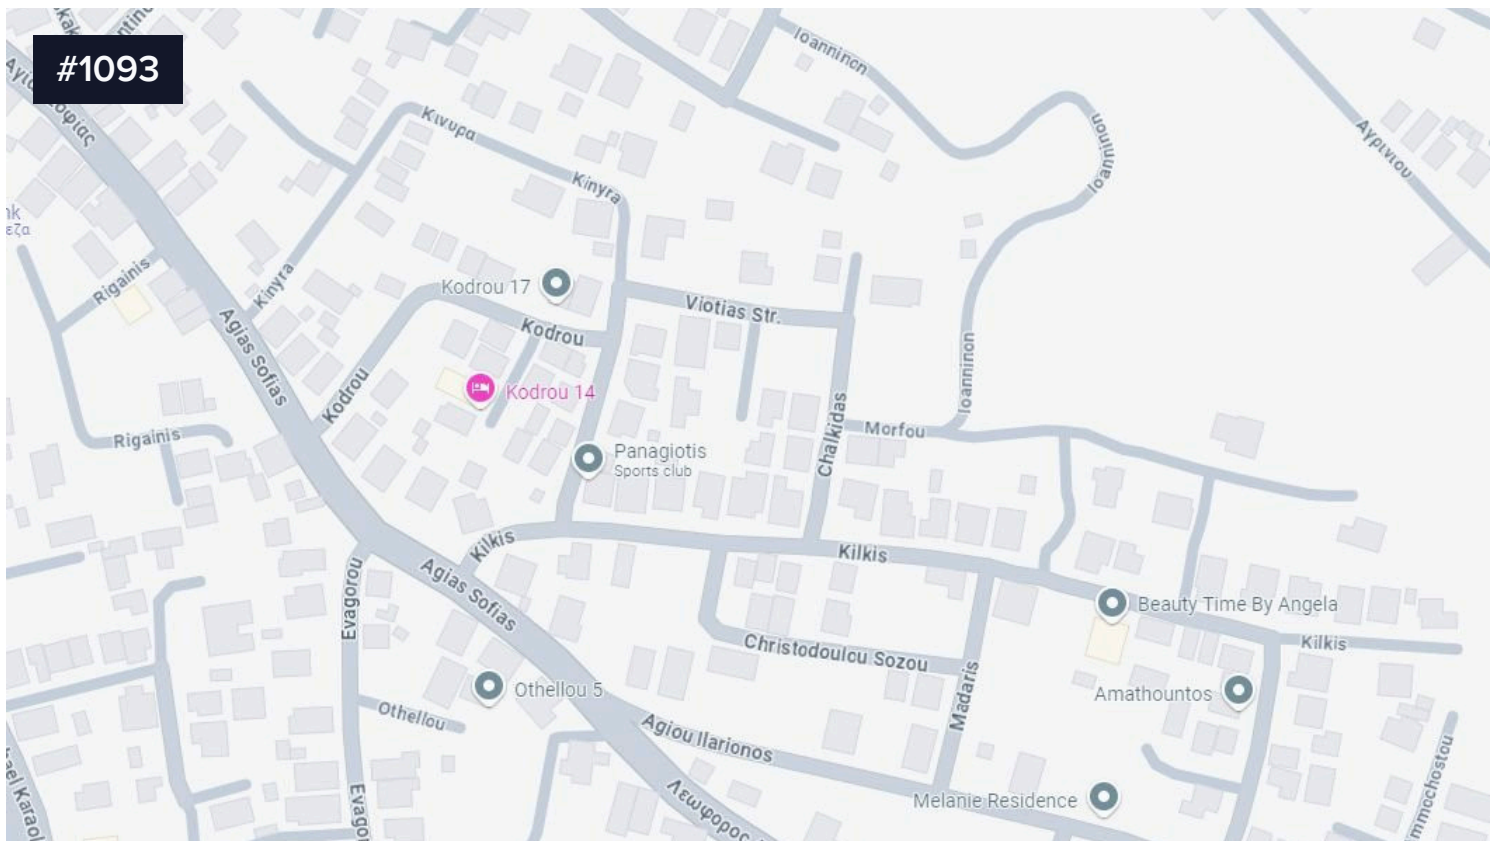 #1093
Ioanninon
Κινυρα
Ioanninon
Αγρινιου
Kinyra
Rigainis
Kinyra
Kodrou 17
Viotias Str.
Kodrou
Agias Sofias
Kodrou
Kodrou 14
Ioanninon
Chalkidas
Morfou
Rigainis
Panagiotis
Sports club
Kilkis
Kilkis
Agias Sofias
Evagorou
Beauty Time By Angela
Christodoulou Sozou
Kilkis
Madaris
Othellou 5
Amathountos
Othellou
Agiou Ilarionos
Melanie Residence
Λεωφορος